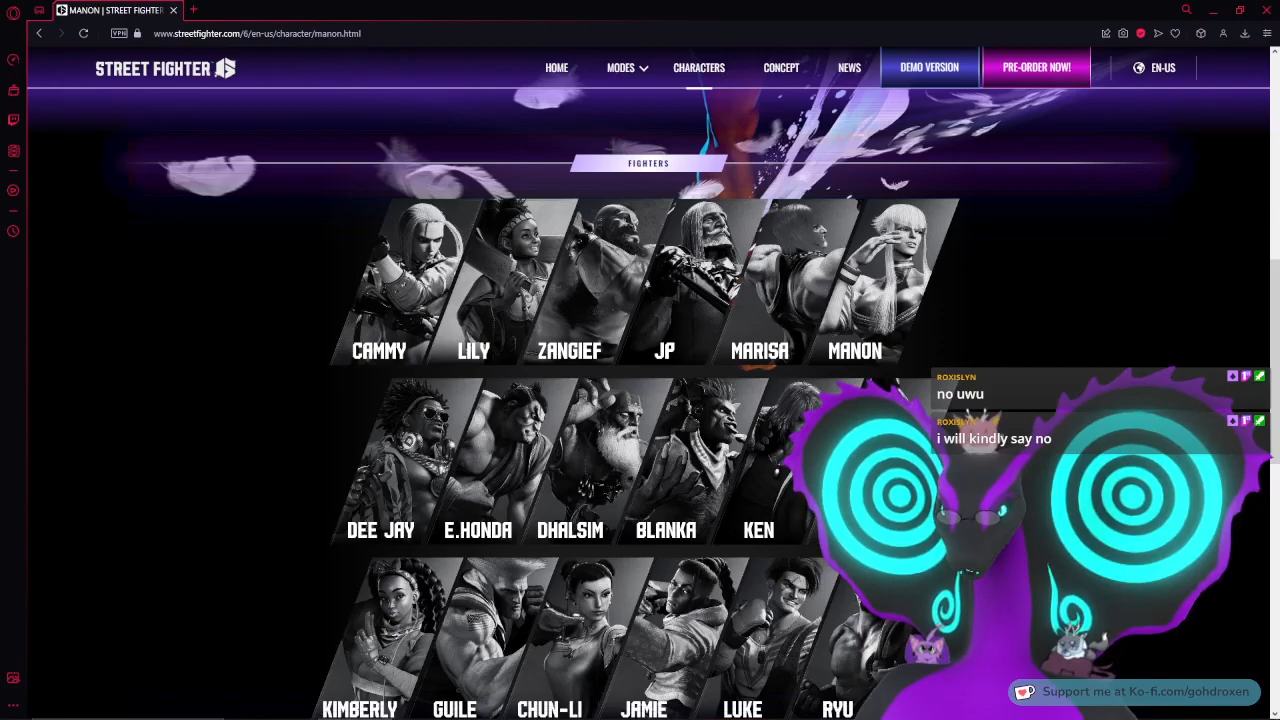 MANON | STREET FIGHTER
VPN
www.streetfighter.com/6/en-us/character/manon.html
STREET FIGHTER 6
HOME
MODES
CHARACTERS
CONCEPT
NEWS
DEMO VERSION
PRE-ORDER NOW!
EN-US
FIGHTERS
CAMMY
LILY
ZANGIEF
JP
MARISA
MANON
DEE JAY
E.HONDA
DHALSIM
BLANKA
KEN
KIMBERLY
GUILE
CHUN-LI
JAMIE
LUKE
RYU
ROXISLYN
no uwu
ROXISLYN
i will kindly say no
Support me at Ko-fi.com/gohdroxen